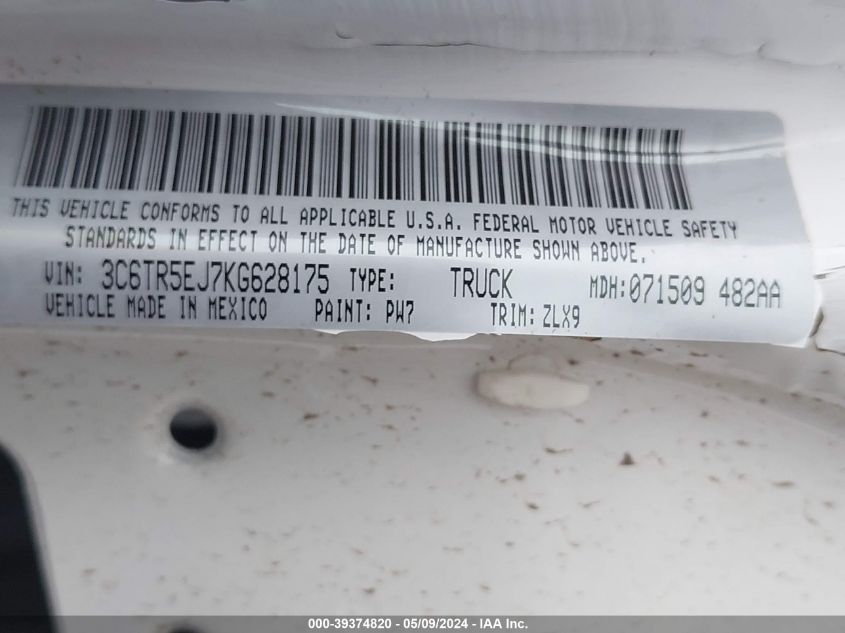 THIS VEHICLE CONFORMS TO ALL APPLICABLE U.S.A. FEDERAL MOTOR VEHICLE SAFETY
STANDARDS IN EFFECT ON THE DATE OF MANUFACTURE SHOWN ABOVE.
VIN: 3C6TR5EJ7KG628175 TYPE: TRUCK MDH:071509 482AA
VEHICLE MADE IN MEXICO PAINT: PW7 TRIM: ZLX9
000-39374820 - 05/09/2024 - IAA Inc.